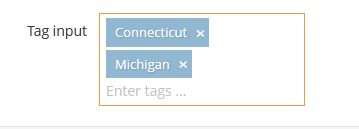 Tag input
Connecticut ×
Michigan ×
Enter tags ...